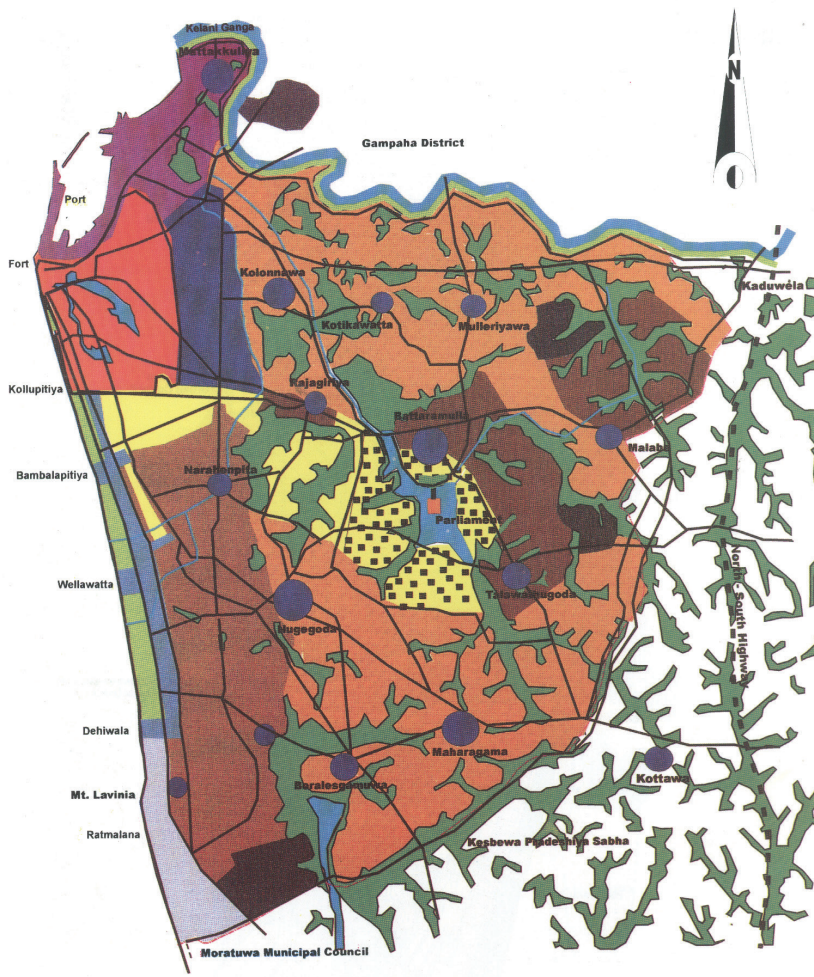 Kelani Ganga
Mattakkuliya
N
Gampaha District
Port
Fort
Kolonnawa
Kaduwela
Kotikawatta
Mulleriyawa
Kollupitiya
Rajagiriya
Battaramulla
Malabe
Bambalapitiya
Narahenpita
Parliament
Wellawatta
Talawathugoda
North - South Highway
Nugegoda
Dehiwala
Maharagama
Kottawa
Mt. Lavinia
Boralesgamuwa
Ratmalana
Kesbewa Pradeshiya Sabha
Moratuwa Municipal Council